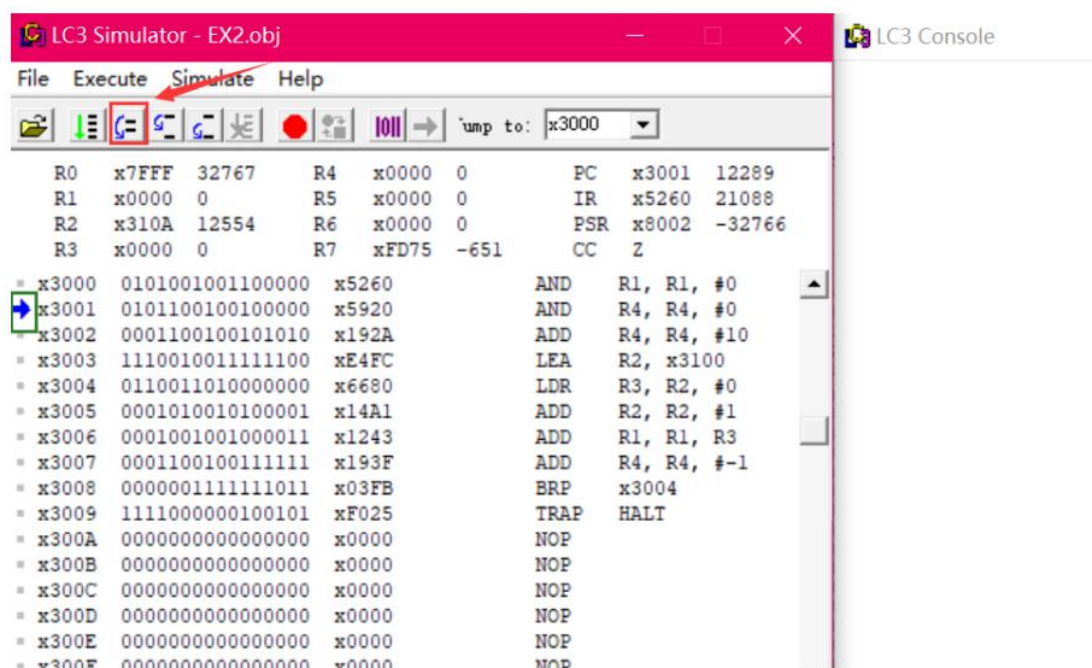 LC3 Simulator - EX2.obj
LC3 Console
File Execute Simulate Help
ump to: x3000
R0 x7FFF 32767 R4 x0000 0 PC x3001 12289
R1 x0000 0 R5 x0000 0 IR x5260 21088
R2 x310A 12554 R6 x0000 0 PSR x8002 -32766
R3 x0000 0 R7 xFD75 -651 CC Z
x3000 0101001001100000 x5260 AND R1, R1, #0
x3001 0101100100100000 x5920 AND R4, R4, #0
x3002 0001100100101010 x192A ADD R4, R4, #10
x3003 1110010011111100 xE4FC LEA R2, x3100
x3004 0110011010000000 x6680 LDR R3, R2, #0
x3005 0001010010100001 x14A1 ADD R2, R2, #1
x3006 0001001001000011 x1243 ADD R1, R1, R3
x3007 0001100100111111 x193F ADD R4, R4, #-1
x3008 0000001111111011 x03FB BRP x3004
x3009 1111000000100101 xF025 TRAP HALT
x300A 0000000000000000 x0000 NOP
x300B 0000000000000000 x0000 NOP
x300C 0000000000000000 x0000 NOP
x300D 0000000000000000 x0000 NOP
x300E 0000000000000000 x0000 NOP
x300F 0000000000000000 x0000 NOP